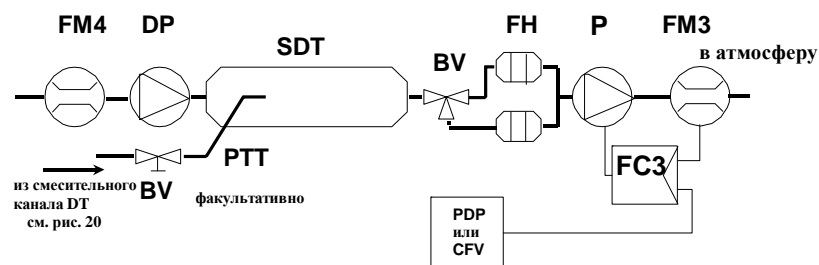 FM4
DP
SDT
BV
FH
P
FM3
в атмосферу
PTT
BV
факультативно
из смесительного
канала DT
см. рис. 20
FC3
PDP
или
CFV